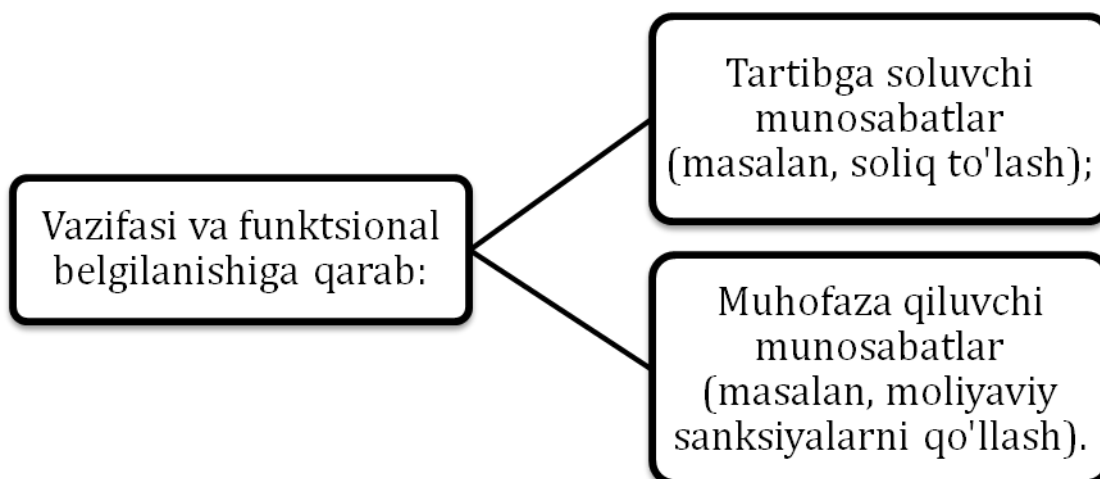 Vazifasi va funktsional
belgilanishiga qarab:
Tartibga soluvchi
munosabatlar
(masalan, soliq to'lash);
Muhofaza qiluvchi
munosabatlar
(masalan, moliyaviy
sanksiyalarni qo'llash).